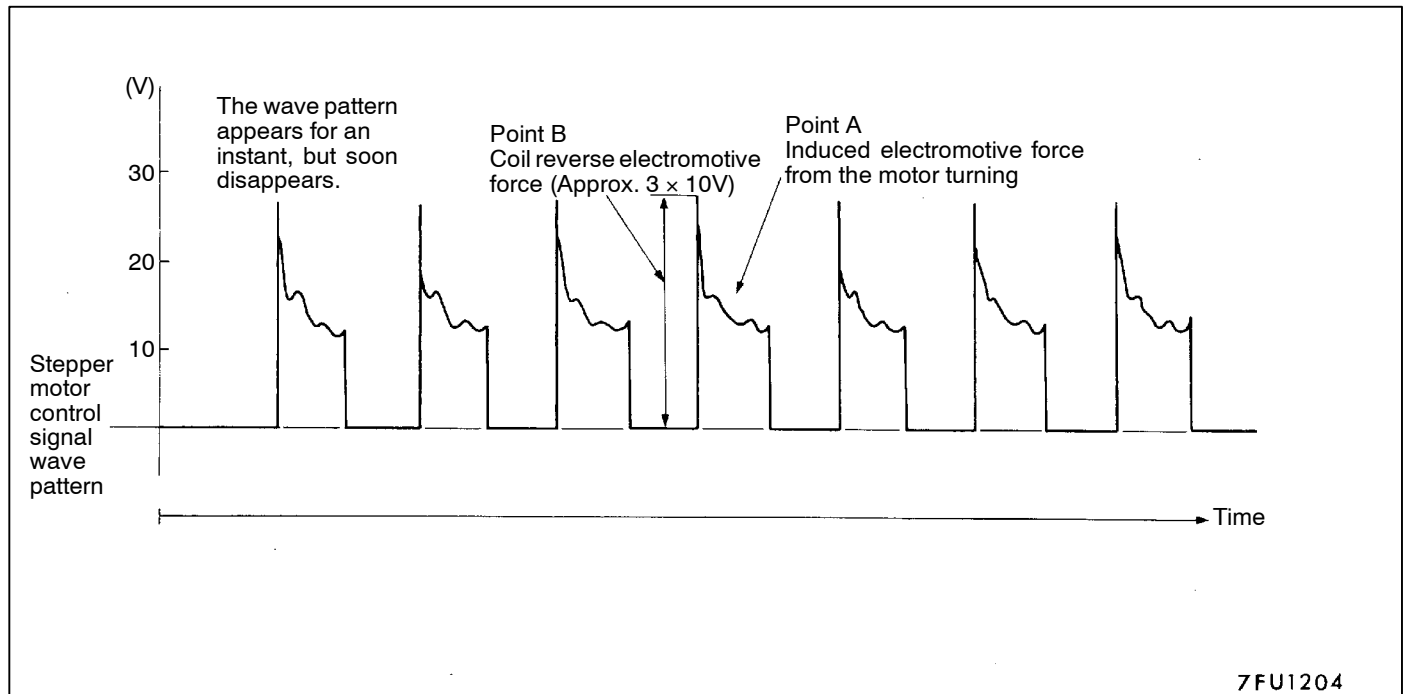 (V)
The wave pattern
appears for an
instant, but soon
disappears.
Point B
Coil reverse electromotive
force (Approx. 3 × 10V)
Point A
Induced electromotive force
from the motor turning
30
20
10
Stepper
motor
control
signal
wave
pattern
Time
7FU1204